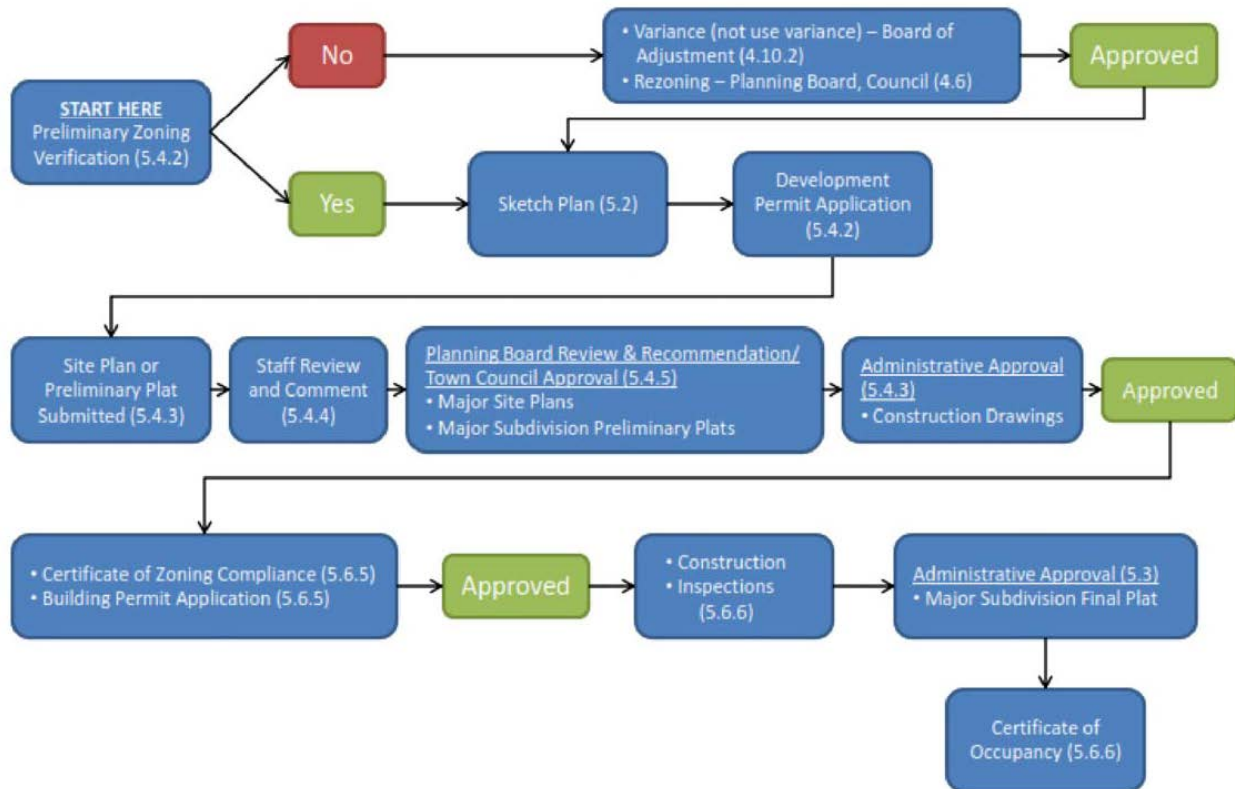 No
• Variance (not use variance) – Board of
Adjustment (4.10.2)
• Rezoning – Planning Board, Council (4.6)
Approved
START HERE
Preliminary Zoning
Verification (5.4.2)
Yes
Sketch Plan (5.2)
Development
Permit Application
(5.4.2)
Site Plan or
Preliminary Plat
Submitted (5.4.3)
Staff Review
and Comment
(5.4.4)
Planning Board Review & Recommendation/
Town Council Approval (5.4.5)
• Major Site Plans
• Major Subdivision Preliminary Plats
Administrative Approval
(5.4.3)
• Construction Drawings
Approved
• Certificate of Zoning Compliance (5.6.5)
• Building Permit Application (5.6.5)
Approved
• Construction
• Inspections
(5.6.6)
Administrative Approval (5.3)
• Major Subdivision Final Plat
Certificate of
Occupancy (5.6.6)